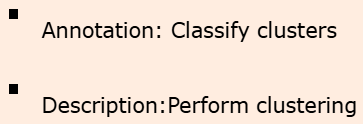 ▪ Annotation: Classify clusters
▪ Description:Perform clustering